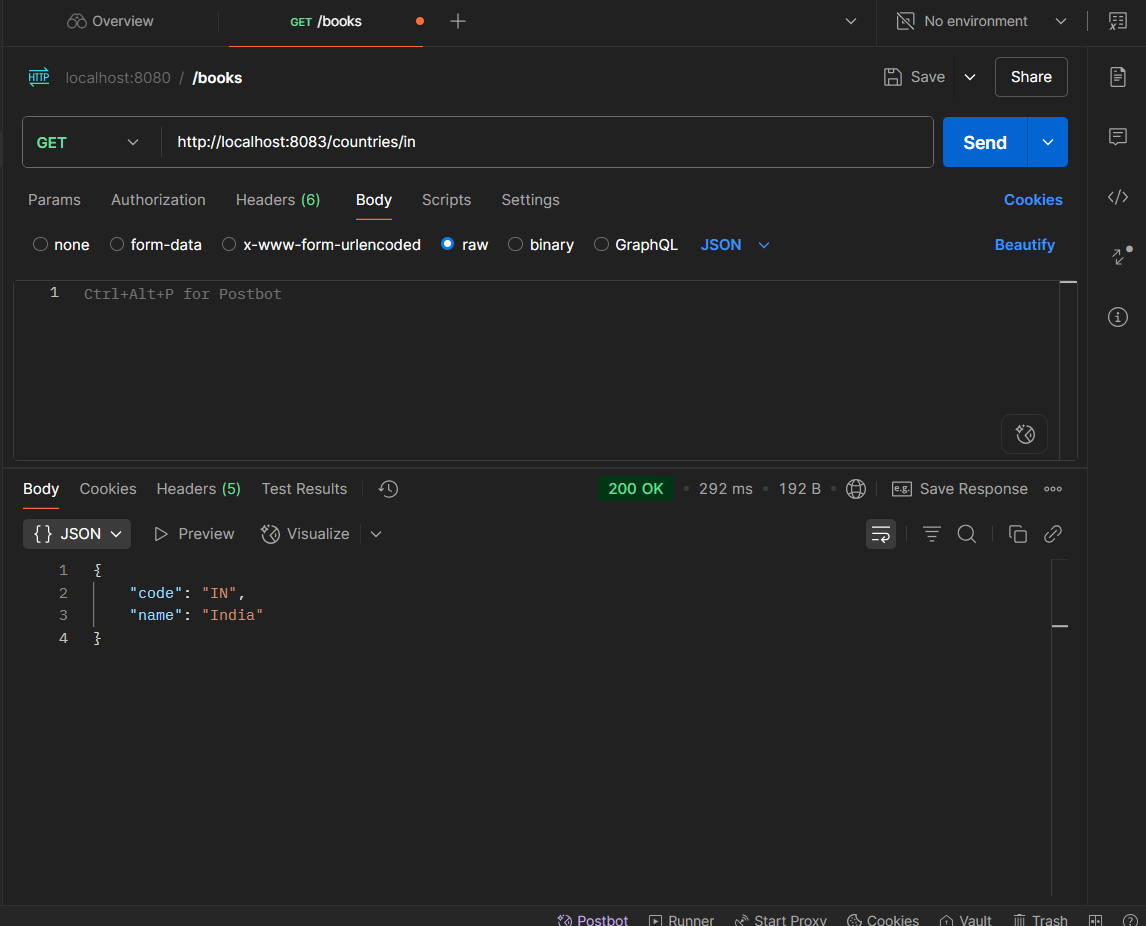 Overview
GET /books
No environment
HTTP localhost:8080 / /books
Save
Share
GET
http://localhost:8083/countries/in
Send
Params Authorization Headers (6) Body Scripts Settings Cookies
none form-data x-www-form-urlencoded raw binary GraphQL JSON Beautify
1 Ctrl+Alt+P for Postbot
Body Cookies Headers (5) Test Results 200 OK • 292 ms • 192 B • e.g. Save Response
{} JSON Preview Visualize
1 {
2 "code": "IN",
3 "name": "India"
4 }
Postbot Runner Start Proxy Cookies Vault Trash